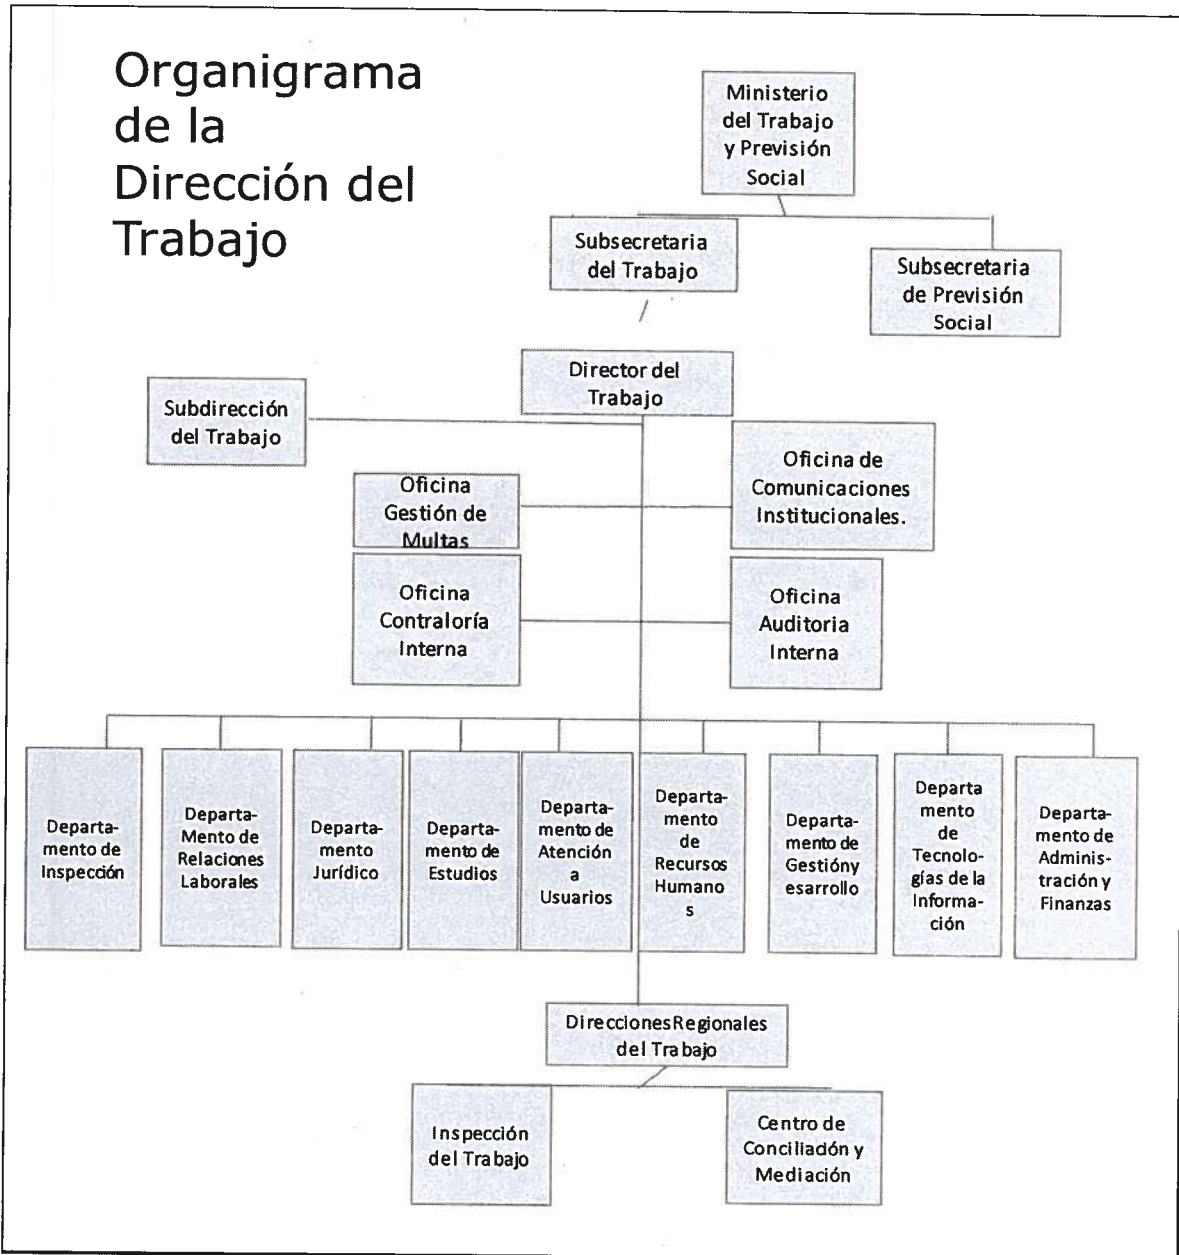 Organigrama
de la
Dirección del
Trabajo
Ministerio
del Trabajo
y Previsión
Social
Subsecretaria
del Trabajo
Subsecretaria
de Previsión
Social
Director del
Trabajo
Subdirección
del Trabajo
Oficina
Gestión de
Multas
Oficina de
Comunicaciones
Institucionales.
Oficina
Contraloría
Interna
Oficina
Auditoria
Interna
Departa-
mento de
Inspección
Departa-
Mento de
Relaciones
Laborales
Departa-
mento
Jurídico
Departa-
mento de
Estudios
Departa-
mento de
Atención
a
Usuarios
Departa-
mento
de
Recursos
Humano
s
Departa-
mento de
Gestióny
esarrollo
Departa
mento
de
Tecnolo-
gías de la
Informa-
ción
Departa-
mento de
Adminis-
tración y
Finanzas
DireccionesRegionales
del Trabajo
Inspección
del Trabajo
Centro de
Conciliación y
Mediación